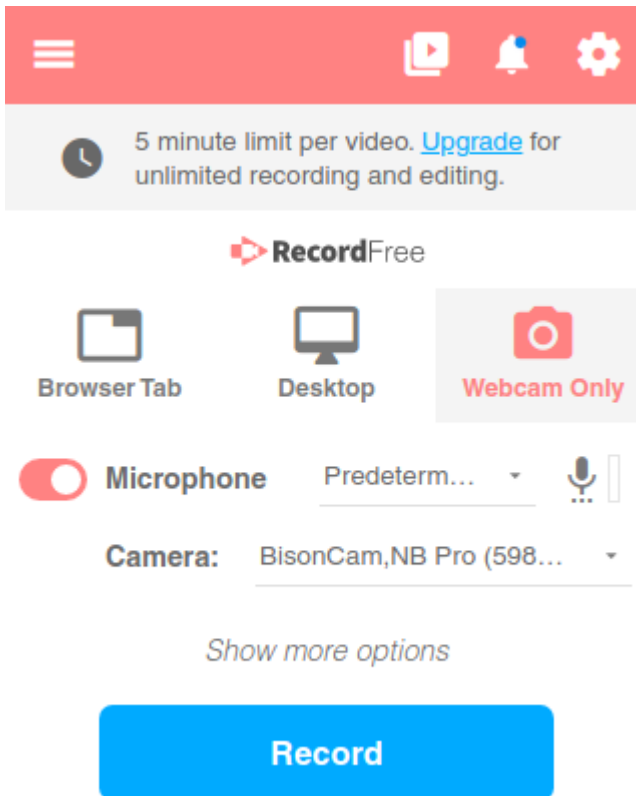 5 minute limit per video. Upgrade for
unlimited recording and editing.
RecordFree
Browser Tab
Desktop
Webcam Only
Microphone
Predeterm...
Camera:
BisonCam,NB Pro (598...
Show more options
Record